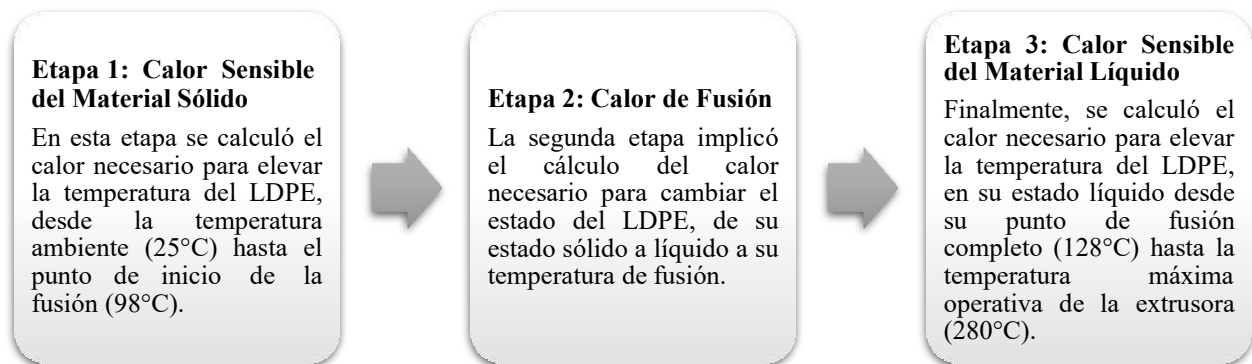 Etapa 1: Calor Sensible
del Material Sólido
En esta etapa se calculó el
calor necesario para elevar
la temperatura del LDPE,
desde la temperatura
ambiente (25°C) hasta el
punto de inicio de la
fusión (98°C).
Etapa 2: Calor de Fusión
La segunda etapa implicó
el cálculo del calor
necesario para cambiar el
estado del LDPE, de su
estado sólido a líquido a su
temperatura de fusión.
Etapa 3: Calor Sensible
del Material Líquido
Finalmente, se calculó el
calor necesario para elevar
la temperatura del LDPE,
en su estado líquido desde
su punto de fusión
completo (128°C) hasta la
temperatura máxima
operativa de la extrusora
(280°C).